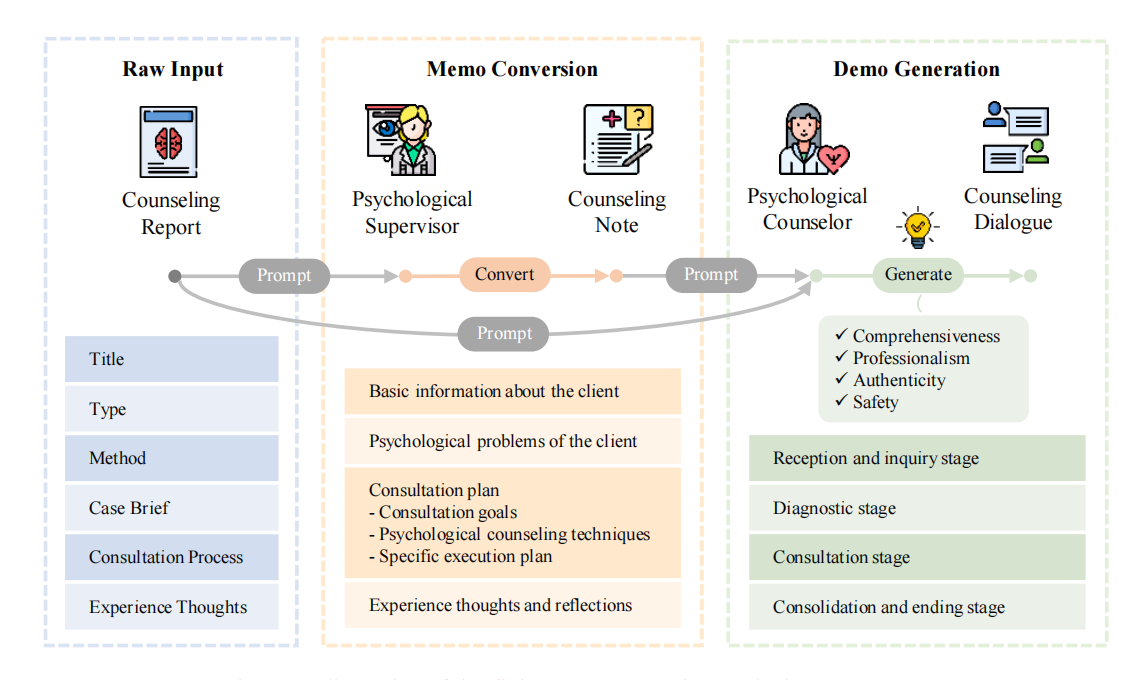 Raw Input
Memo Conversion
Demo Generation
Counseling
Report
Psychological
Supervisor
Counseling
Note
Psychological
Counselor
Counseling
Dialogue
Prompt
Convert
Prompt
Generate
Prompt
✓ Comprehensiveness
✓ Professionalism
✓ Authenticity
✓ Safety
Title
Type
Method
Case Brief
Consultation Process
Experience Thoughts
Basic information about the client
Psychological problems of the client
Consultation plan
- Consultation goals
- Psychological counseling techniques
- Specific execution plan
Experience thoughts and reflections
Reception and inquiry stage
Diagnostic stage
Consultation stage
Consolidation and ending stage